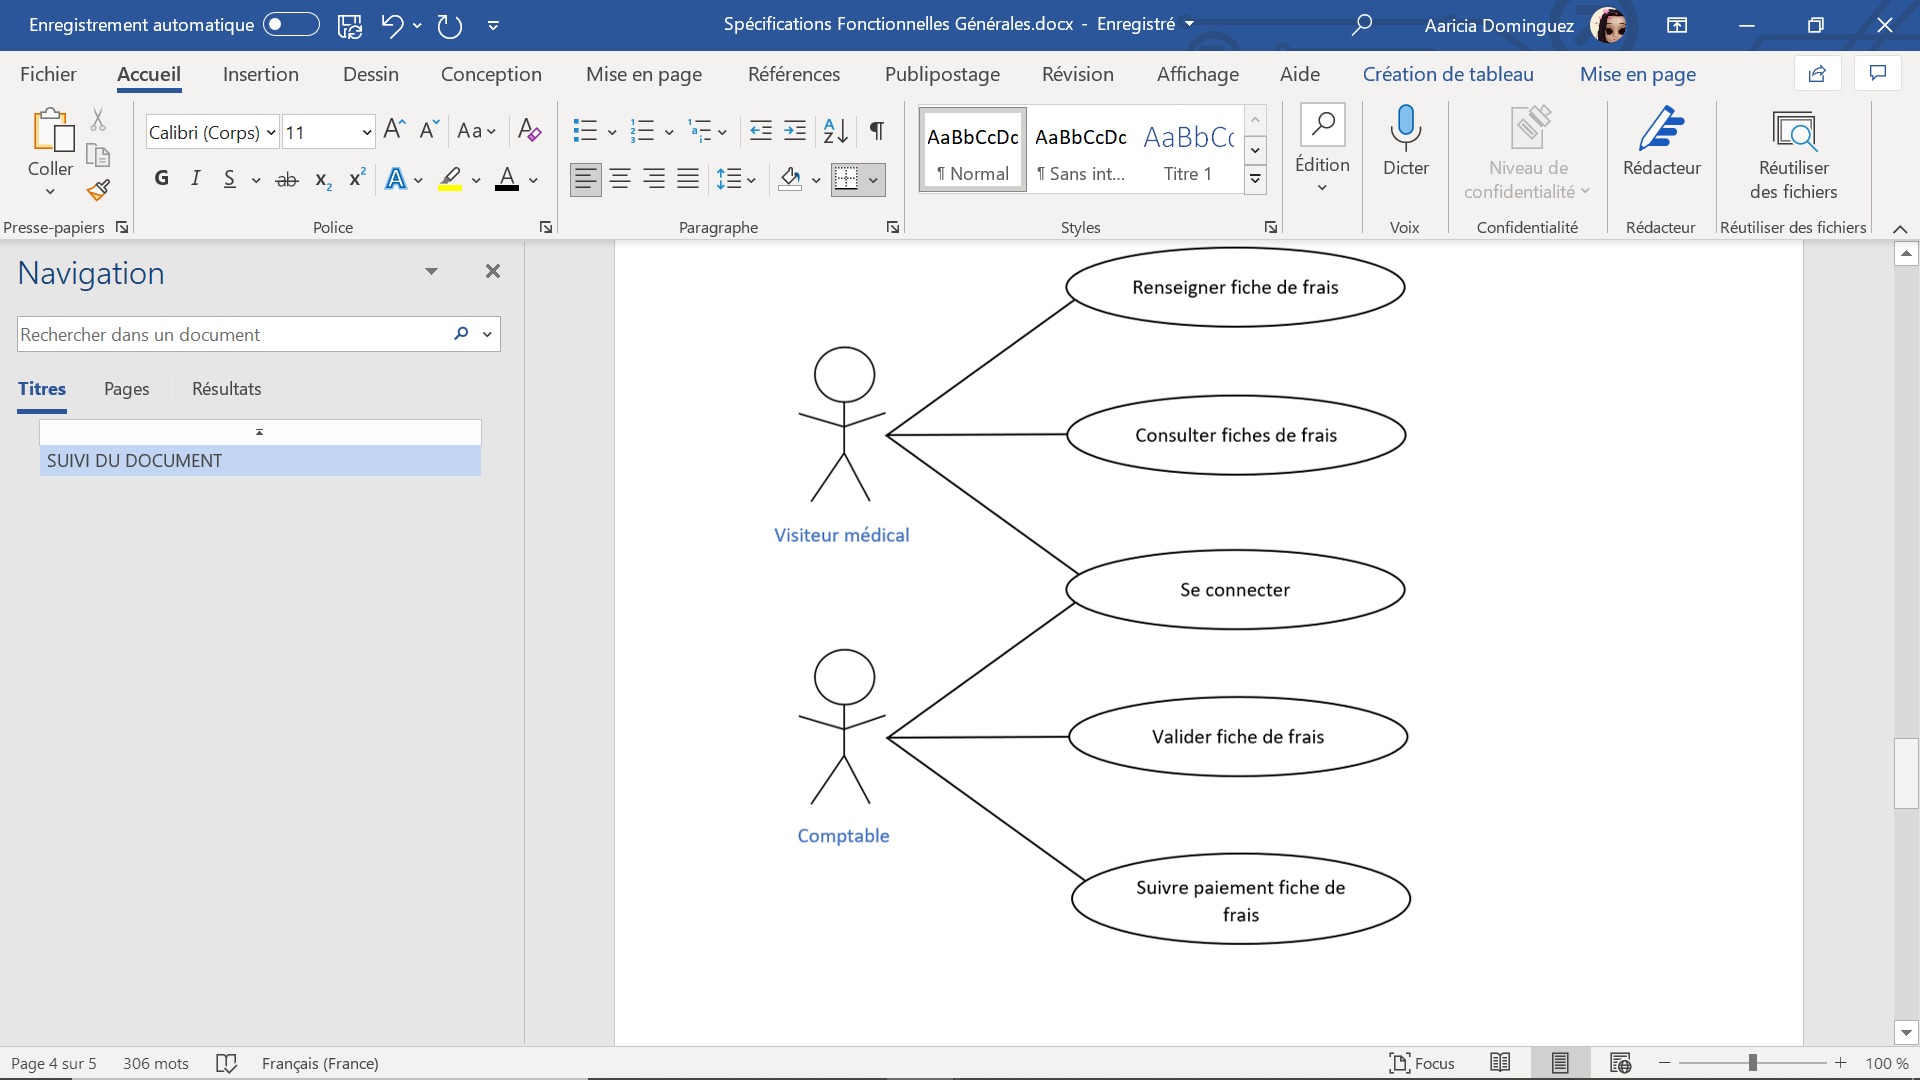 Enregistrement automatique
Spécifications Fonctionnelles Générales.docx - Enregistré
Aaricia Dominguez
Fichier Accueil Insertion Dessin Conception Mise en page Références Publipostage Révision Affichage Aide Création de tableau Mise en page
Coller
Presse-papiers
Calibri (Corps) 11
A A Aa A
G I S ab x2 x2 A A
Police
Paragraphe
AaBbCcDc AaBbCcDc AaBbCc
¶ Normal ¶ Sans int... Titre 1
Styles
Édition
Dicter
Voix
Niveau de
confidentialité
Confidentialité
Rédacteur
Rédacteur
Réutiliser
des fichiers
Réutiliser des fichiers
Navigation
Rechercher dans un document
Titres Pages Résultats
SUIVI DU DOCUMENT
Renseigner fiche de frais
Consulter fiches de frais
Visiteur médical
Se connecter
Valider fiche de frais
Comptable
Suivre paiement fiche de
frais
Page 4 sur 5 306 mots Français (France)
Focus
100 %